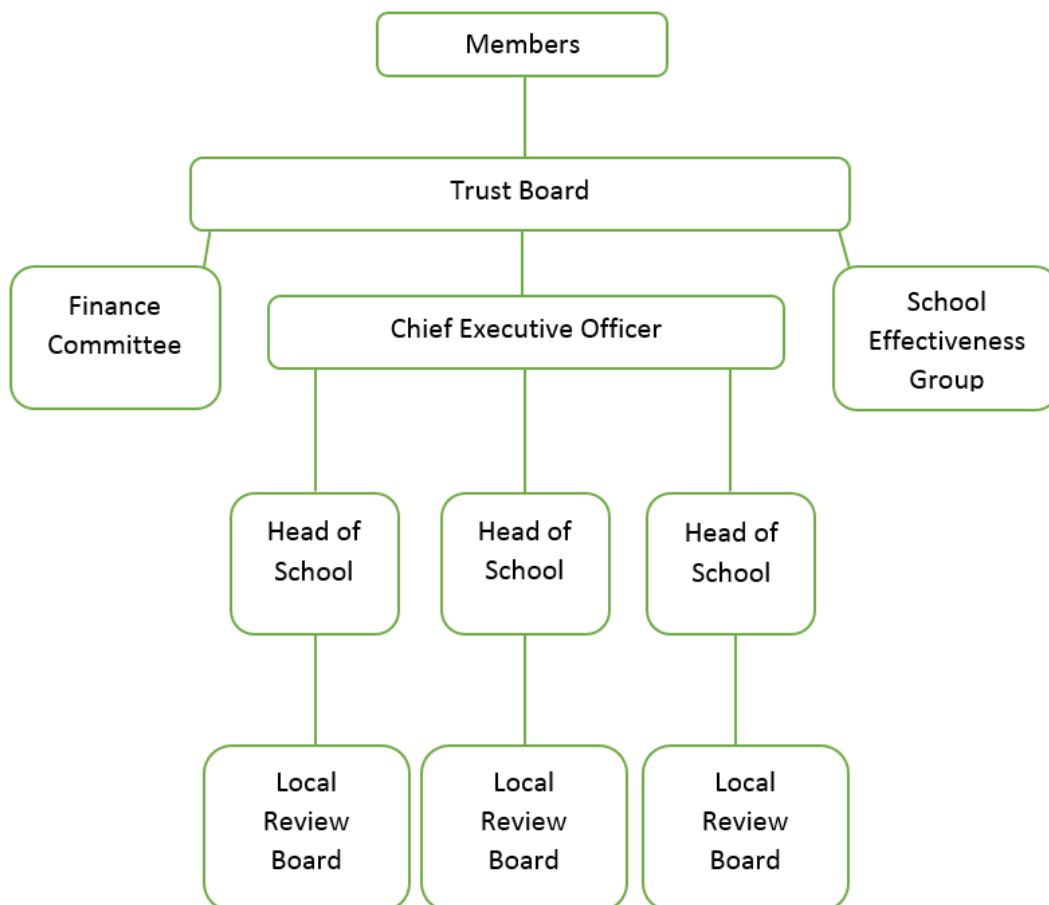 Members
Trust Board
Finance
Committee
Chief Executive Officer
School
Effectiveness
Group
Head of
School
Head of
School
Head of
School
Local
Review
Board
Local
Review
Board
Local
Review
Board